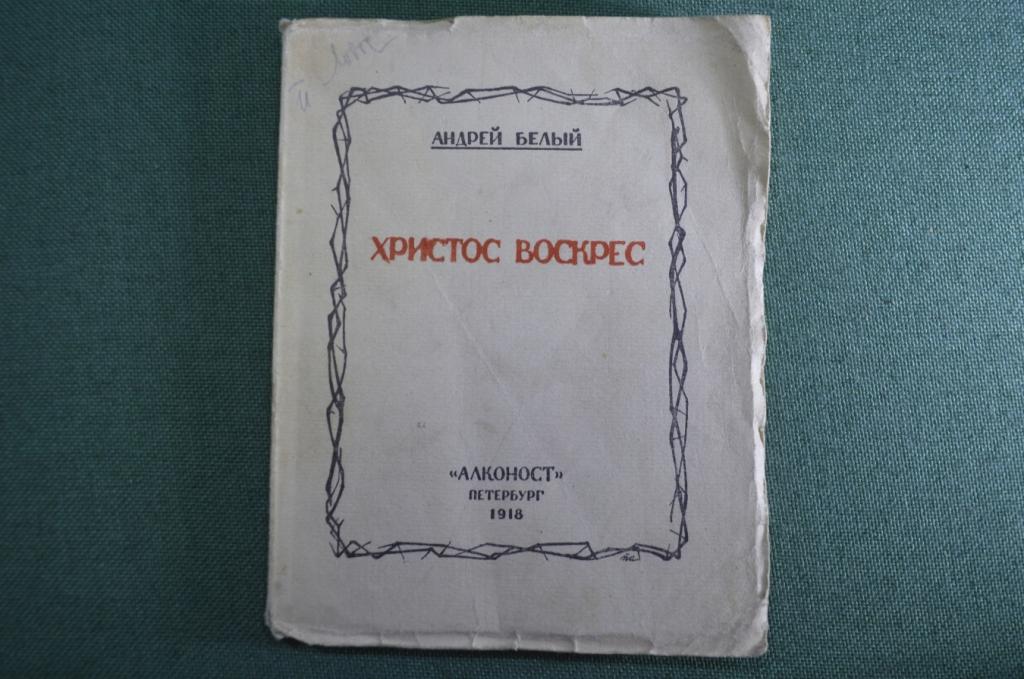 АНДРЕЙ БЕЛЫЙ
ХРИСТОС ВОСКРЕС
«АЛКОНОСТ»
ПЕТЕРБУРГ
1918